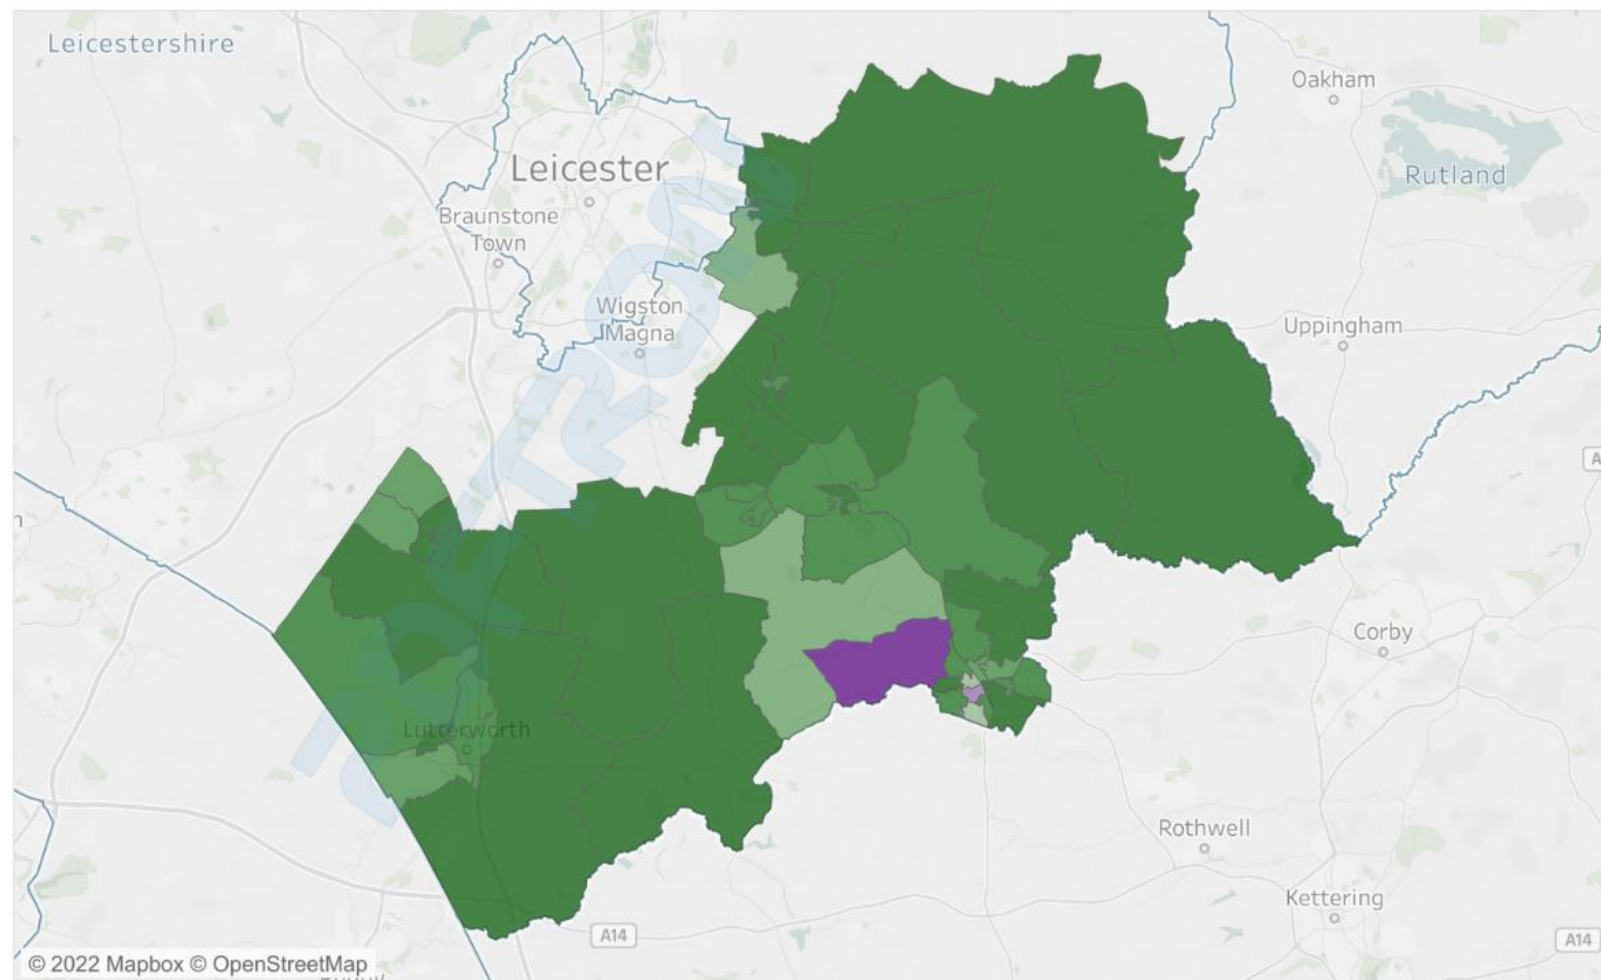 Leicestershire
Oakham
Leicester
Rutland
Braunstone
Town
Wigston
Magna
Uppingham
A
Corby
Lutterworth
Rothwell
Kettering
A14
A14
© 2022 Mapbox © OpenStreetMap